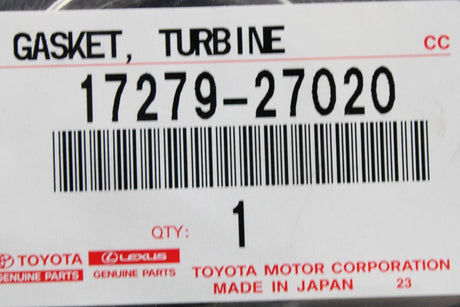 GASKET, TURBINE
CC
17279-27020
QTY: 1
TOYOTA LEXUS
GENUINE PARTS GENUINE PARTS
TOYOTA MOTOR CORPORATION
MADE IN JAPAN 23